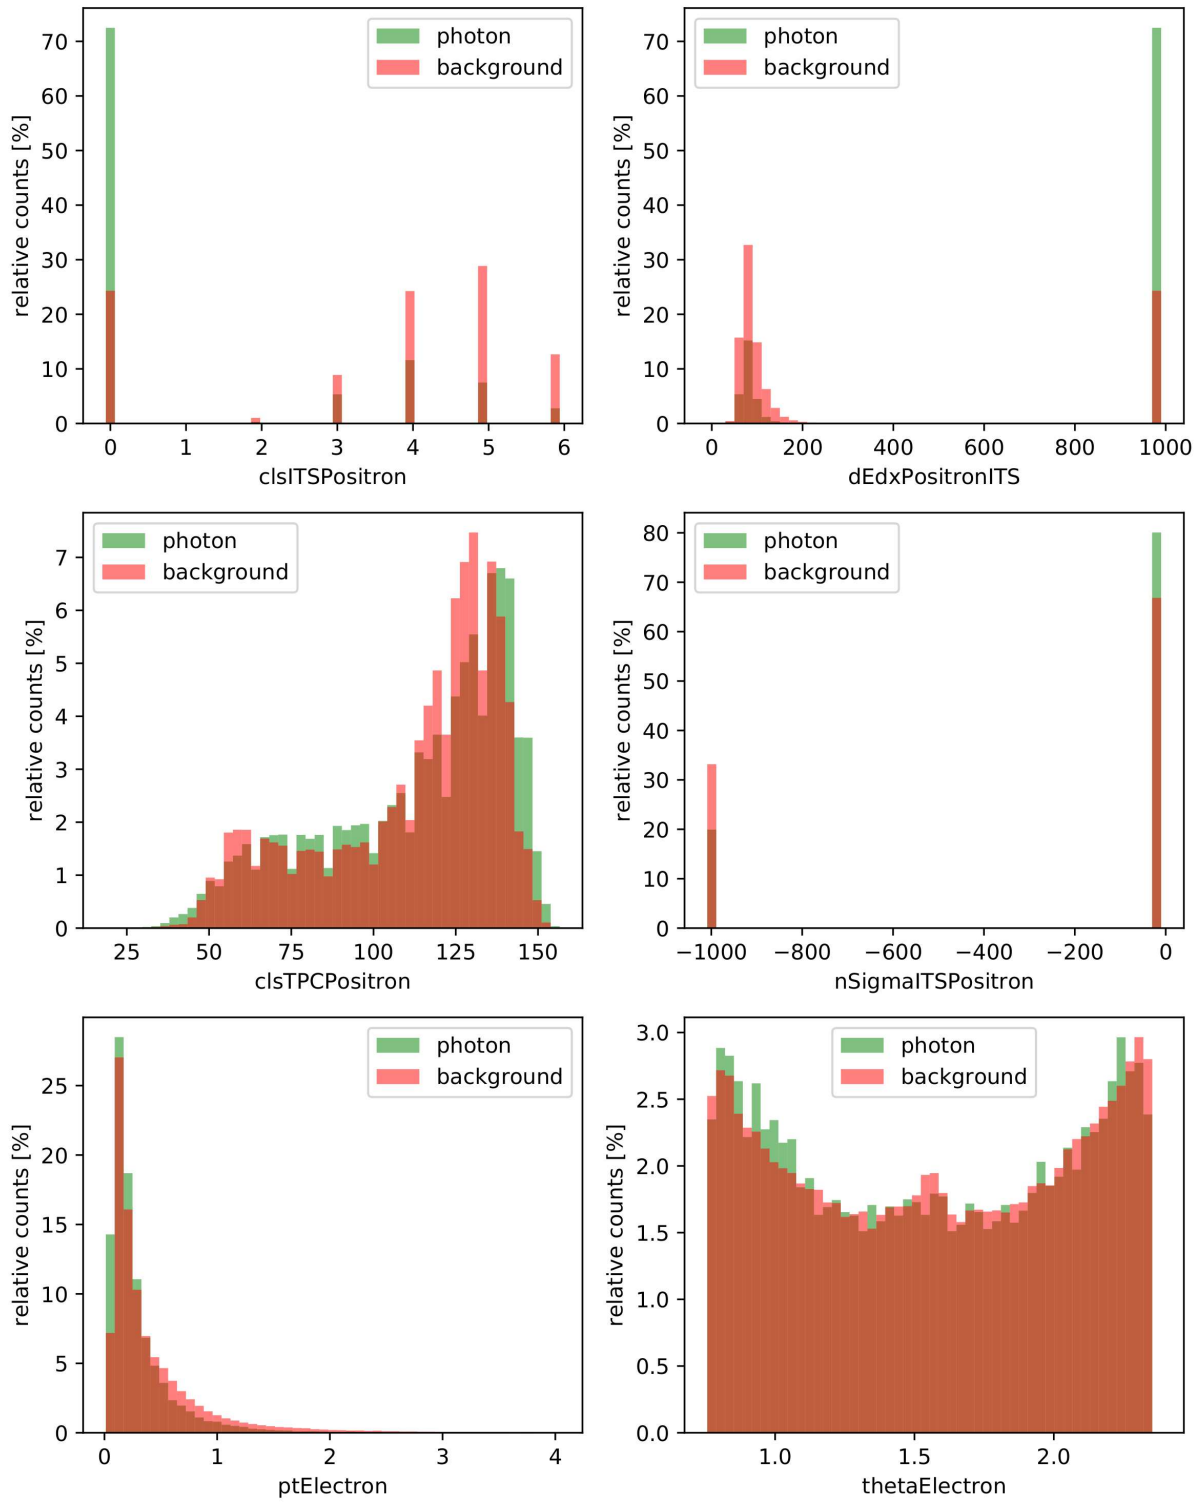 photon
background
relative counts [%]
0
10
20
30
40
50
60
70
0 1 2 3 4 5 6
clsITSPositron
photon
background
relative counts [%]
0
10
20
30
40
50
60
70
0 200 400 600 800 1000
dEdxPositronITS
photon
background
relative counts [%]
0
1
2
3
4
5
6
7
25 50 75 100 125 150
clsTPCPositron
photon
background
relative counts [%]
0
10
20
30
40
50
60
70
80
−1000 −800 −600 −400 −200 0
nSigmaITSPositron
photon
background
relative counts [%]
0
5
10
15
20
25
0 1 2 3 4
ptElectron
photon
background
relative counts [%]
0.0
0.5
1.0
1.5
2.0
2.5
3.0
1.0 1.5 2.0
thetaElectron